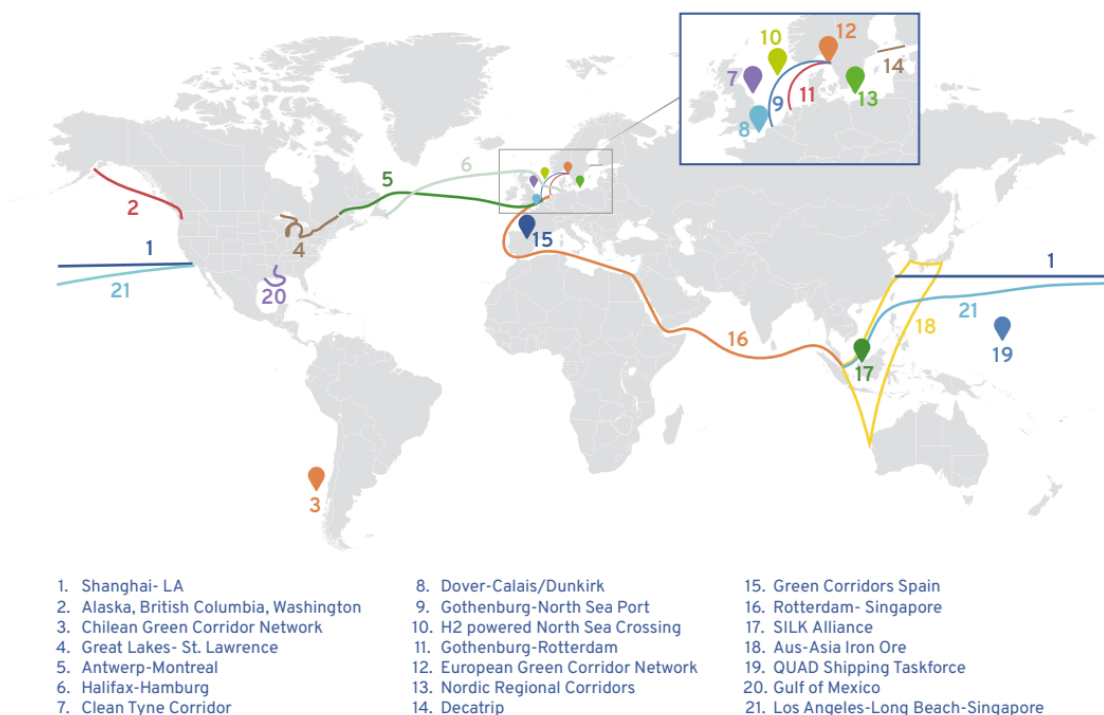 10
12
14
7
9
11
13
8
6
5
2
4
15
1
1
21
20
16
21
18
19
17
3
1. Shanghai- LA
2. Alaska, British Columbia, Washington
3. Chilean Green Corridor Network
4. Great Lakes- St. Lawrence
5. Antwerp-Montreal
6. Halifax-Hamburg
7. Clean Tyne Corridor
8. Dover-Calais/Dunkirk
9. Gothenburg-North Sea Port
10. H2 powered North Sea Crossing
11. Gothenburg-Rotterdam
12. European Green Corridor Network
13. Nordic Regional Corridors
14. Decatrip
15. Green Corridors Spain
16. Rotterdam- Singapore
17. SILK Alliance
18. Aus-Asia Iron Ore
19. QUAD Shipping Taskforce
20. Gulf of Mexico
21. Los Angeles-Long Beach-Singapore